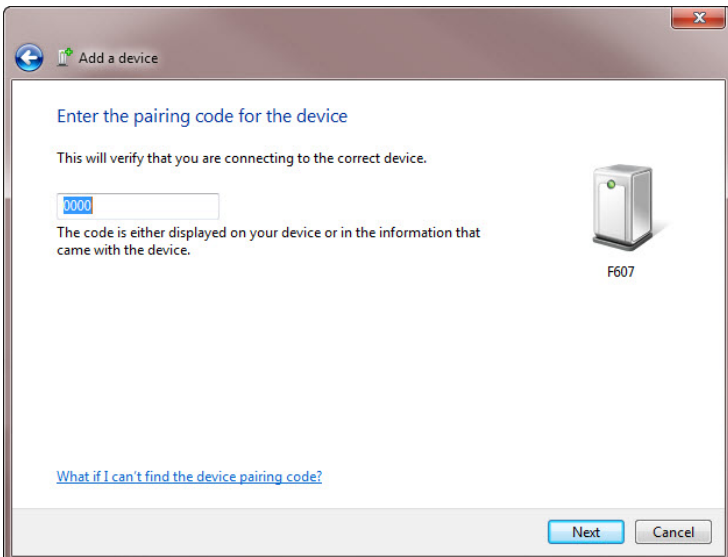 Add a device
Enter the pairing code for the device
This will verify that you are connecting to the correct device.
0000
The code is either displayed on your device or in the information that
came with the device.
F607
What if I can't find the device pairing code?
Next
Cancel